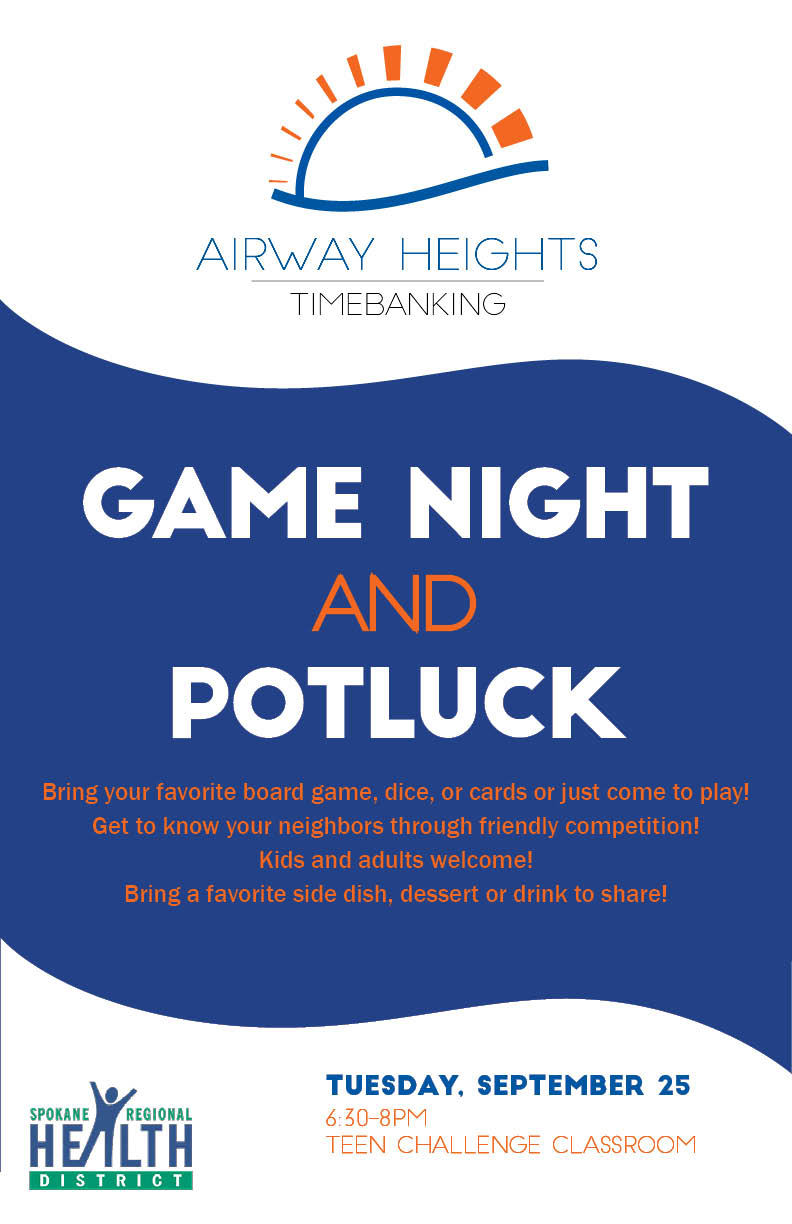 AIRWAY HEIGHTS
TIMEBANKING
GAME NIGHT
AND
POTLUCK
Bring your favorite board game, dice, or cards or just come to play!
Get to know your neighbors through friendly competition!
Kids and adults welcome!
Bring a favorite side dish, dessert or drink to share!
TUESDAY, SEPTEMBER 25
6:30–8PM
TEEN CHALLENGE CLASSROOM
SPOKANE REGIONAL
HEALTH
DISTRICT